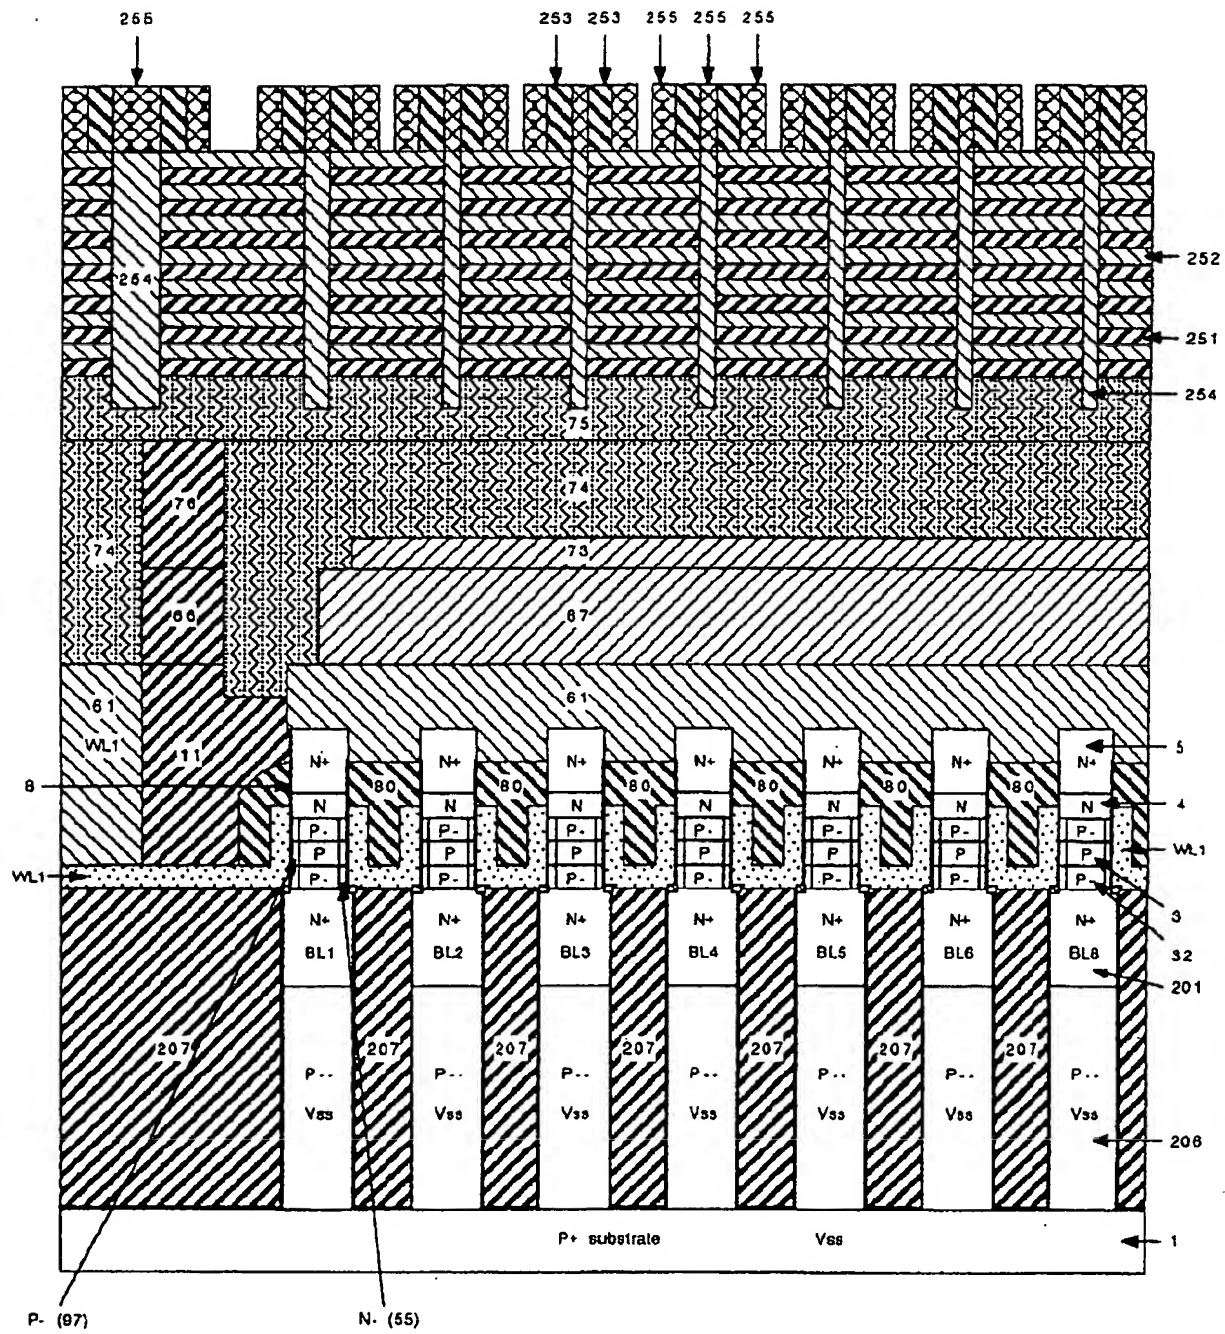 255 253 253 255 255 255
252
254
251
254
75
76 74
74 73
66 67
61 61
WL1
11 N+ N+ N+ N+ N+ N+ N+ 5
8 80 80 80 80 80 80
N N N N N N N 4
P- P- P- P- P- P- P-
P P P P P P P WL1
WL1 P- P- P- P- P- P- P-
3
N+ N+ N+ N+ N+ N+ N+
BL1 BL2 BL3 BL4 BL5 BL6 BL8 32
201
207 207 207 207 207 207 207
P-- P-- P-- P-- P-- P-- P--
Vss Vss Vss Vss Vss Vss Vss
206
P+ substrate Vss 1
P- (97) N- (55)